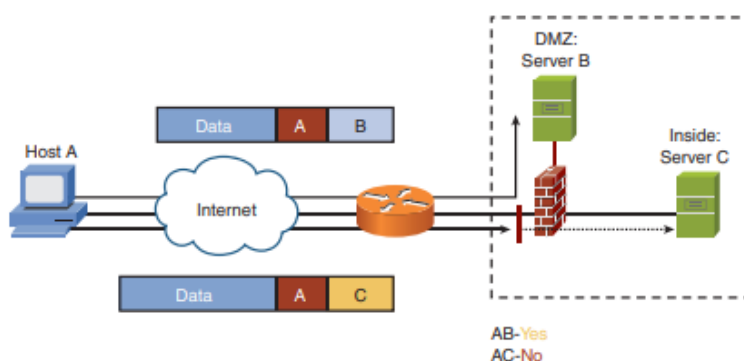 DMZ:
Server B
Data A B
Host A
Inside:
Server C
Internet
Data A C
AB-Yes
AC-No